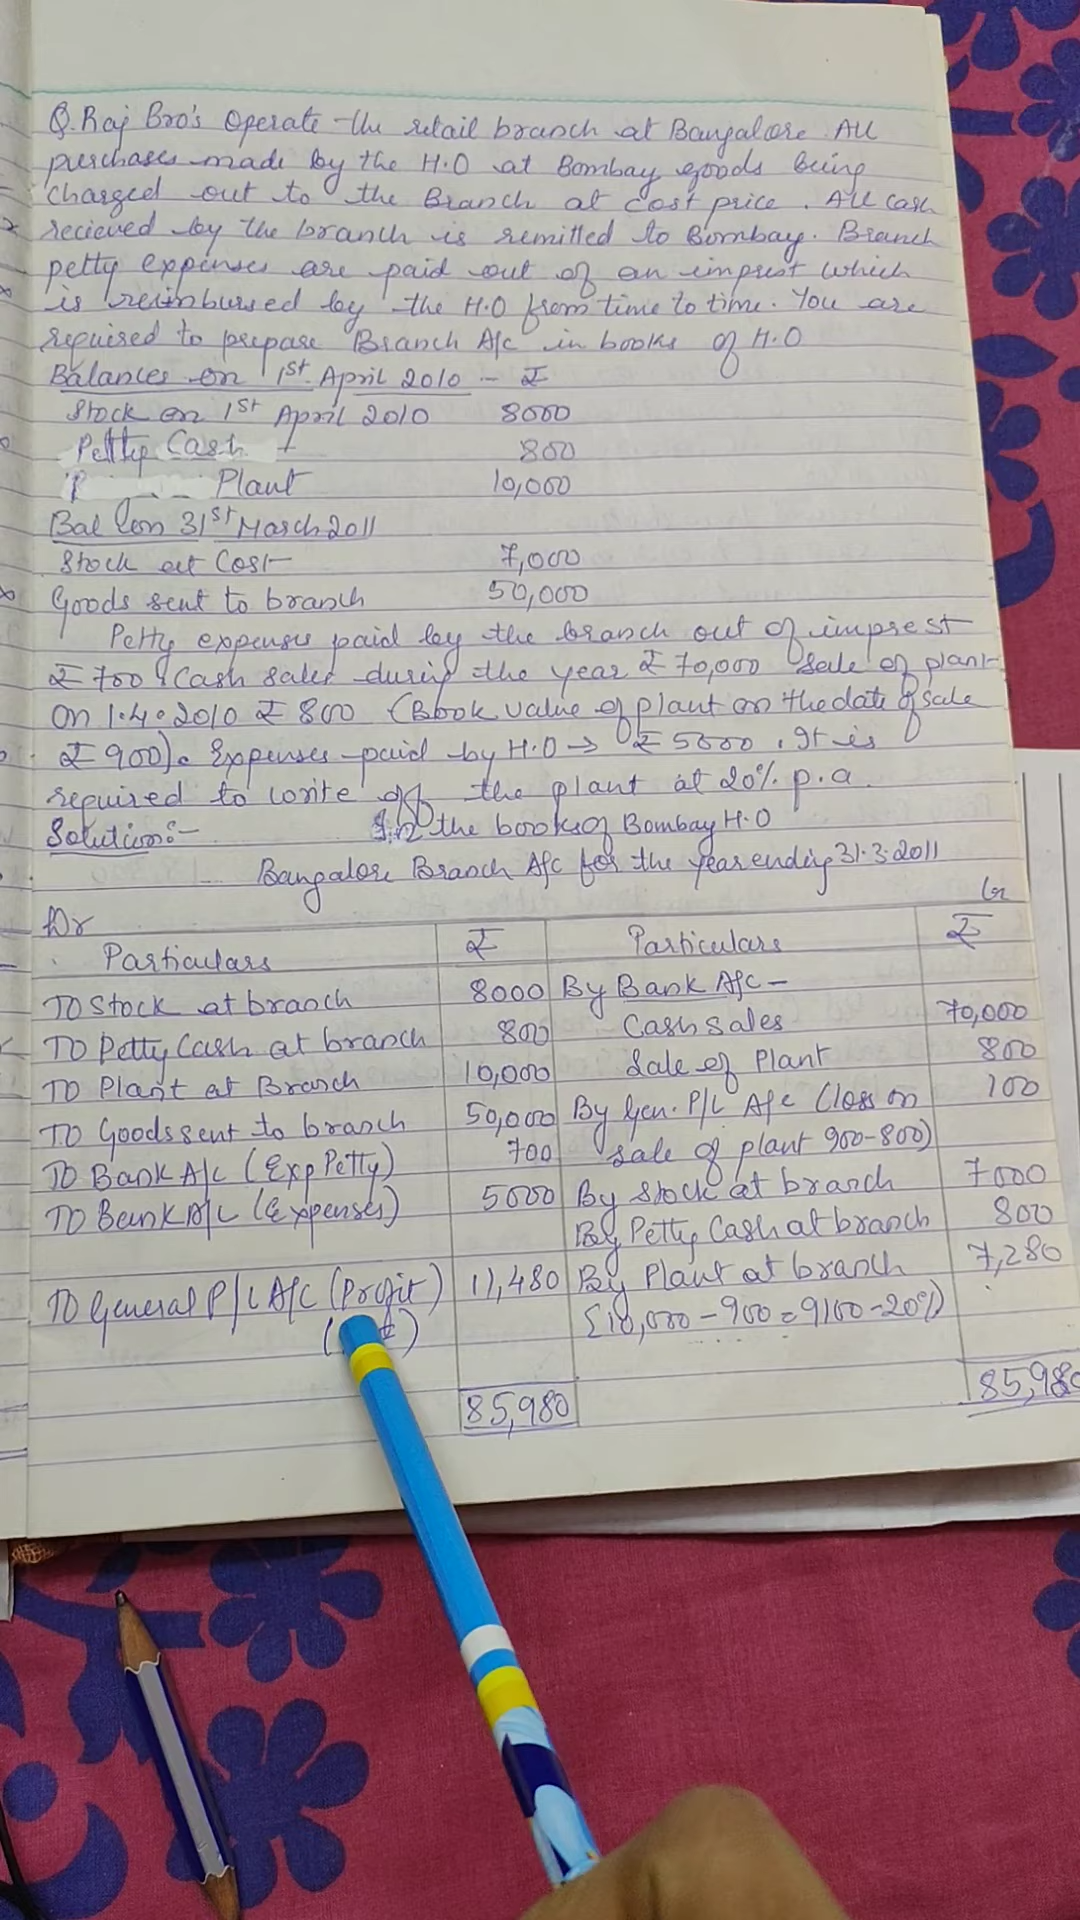 Q. Raj Bro's Operate the retail branch at Bangalore. All
purchases made by the H.O at Bombay goods being
charged out to the Branch at cost price. All cash
recieved by the branch is remitted to Bombay. Branch
petty expenses are paid out of an imprest which
is reimbursed by the H.O from time to time. You are
required to prepare Branch A/c in books of H.O
Balances on 1st April 2010 - ₹
Stock on 1st April 2010 8000
Petty Cash 800
Plant 10,000
Bal on 31st March 2011
Stock at Cost 7,000
Goods sent to branch 50,000
Petty expenses paid by the branch out of imprest
₹ 700 Cash sales during the year ₹ 70,000 Sale of plant
on 1.4.2010 ₹ 800 (Book value of plant on the date of sale
₹ 900). Expenses paid by H.O → ₹ 5000. It is
required to write off the plant at 20% p.a.
Solution:- In the books of Bombay H.O
Bangalore Branch A/c for the year ending 31.3.2011
Dr Cr
Particulars ₹ Particulars ₹
TO Stock at branch 8000 By Bank A/c -
TO Petty Cash at branch 800 Cash sales 70,000
TO Plant at Branch 10,000 Sale of Plant 800
TO Goods sent to branch 50,000 By Gen. P/L A/c (loss on 100
TO Bank A/c (Exp Petty) 700 sale of plant 900-800)
TO Bank A/c (Expenses) 5000 By Stock at branch 7000
By Petty Cash at branch 800
TO General P/L A/c (Profit) 11,480 By Plant at branch 7,280
{10,000 - 900 = 9100 - 20%)
85,980 85,980